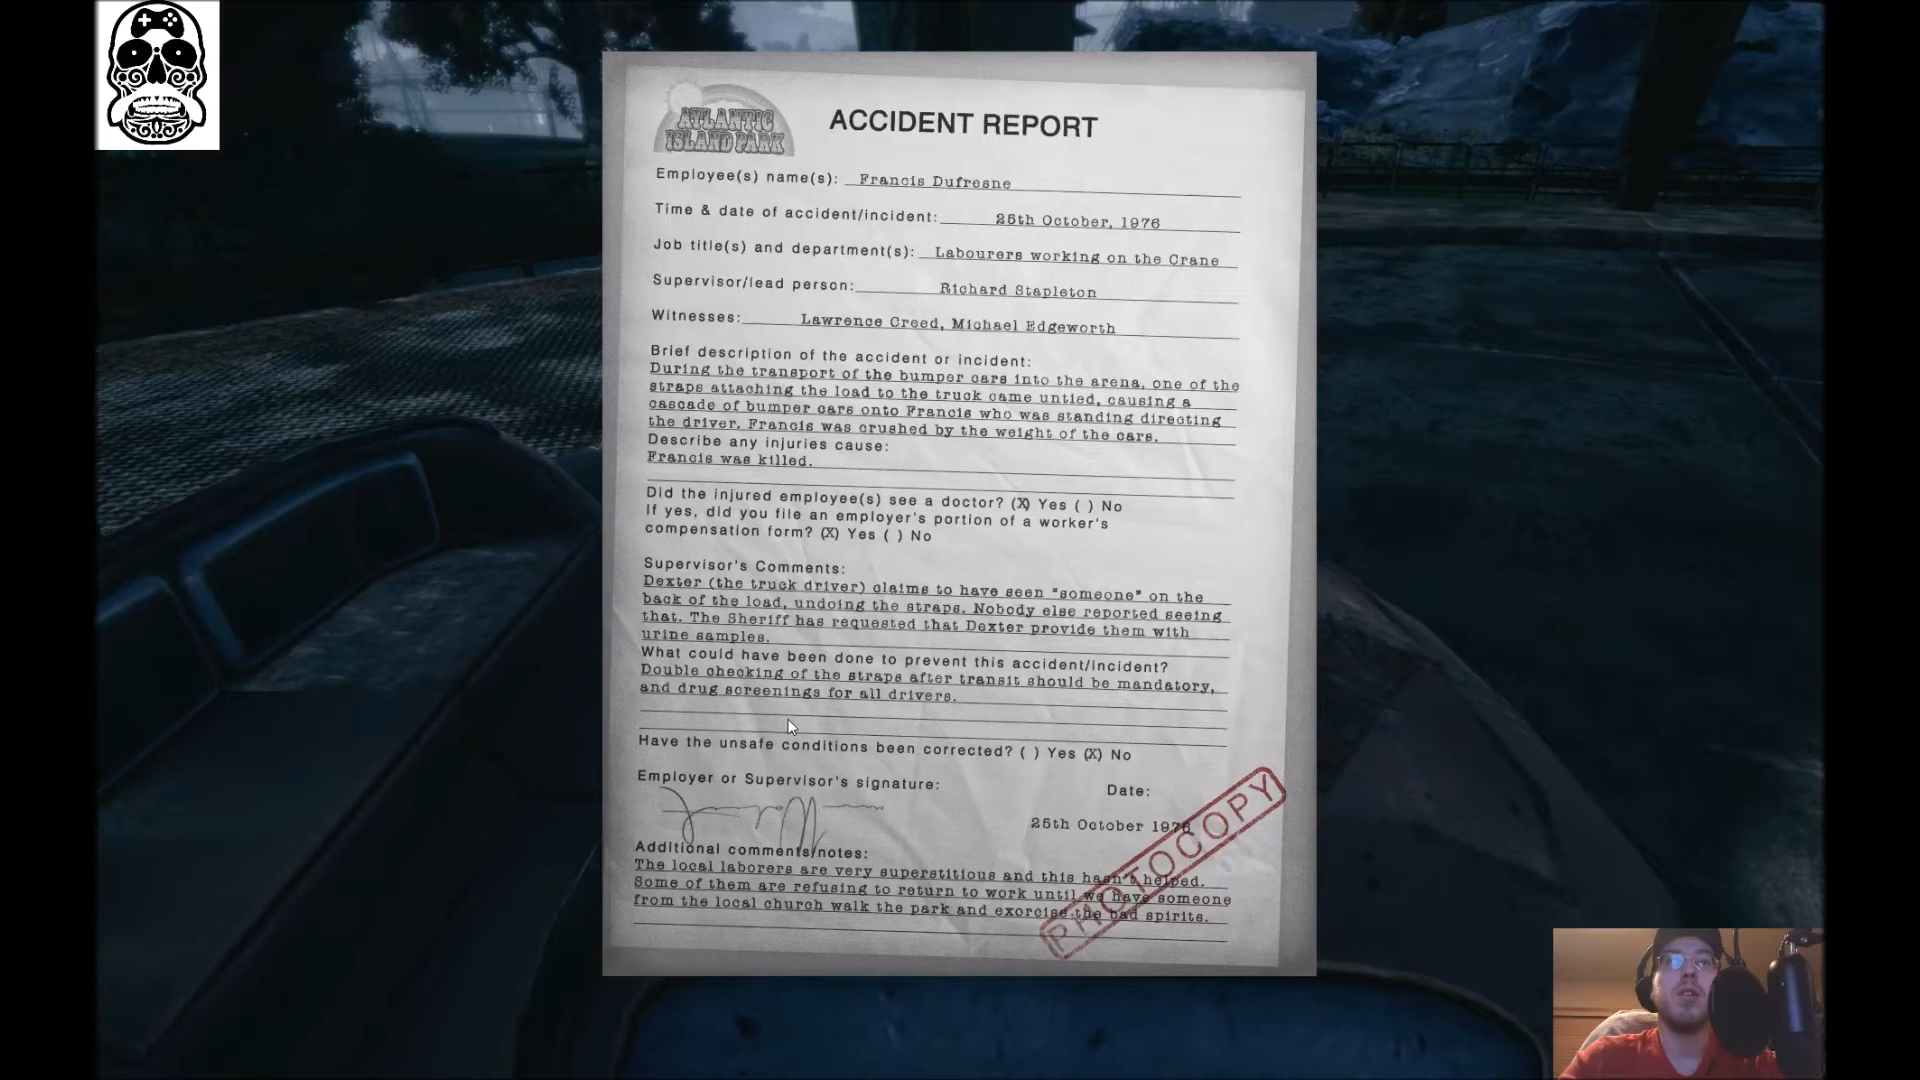 ATLANTIC
ISLAND PARK
ACCIDENT REPORT
Employee(s) name(s): Francis Dufresne
Time & date of accident/incident: 25th October, 1976
Job title(s) and department(s): Labourers working on the Crane
Supervisor/lead person: Richard Stapleton
Witnesses: Lawrence Creed, Michael Edgeworth
Brief description of the accident or incident:
During the transport of the bumper cars into the arena, one of the
straps attaching the load to the truck came untied, causing a
cascade of bumper cars onto Francis who was standing directing
the driver. Francis was crushed by the weight of the cars.
Describe any injuries cause:
Francis was killed.
Did the injured employee(s) see a doctor? (X) Yes ( ) No
If yes, did you file an employer's portion of a worker's
compensation form? (X) Yes ( ) No
Supervisor's Comments:
Dexter (the truck driver) claims to have seen "someone" on the
back of the load, undoing the straps. Nobody else reported seeing
that. The Sheriff has requested that Dexter provide them with
urine samples.
What could have been done to prevent this accident/incident?
Double checking of the straps after transit should be mandatory,
and drug screenings for all drivers.
Have the unsafe conditions been corrected? ( ) Yes (X) No
Employer or Supervisor's signature:
Date:
25th October 1976
Additional comments/notes:
The local laborers are very superstitious and this hasn't helped.
Some of them are refusing to return to work until we have someone
from the local church walk the park and exorcise the bad spirits.
PHOTOCOPY